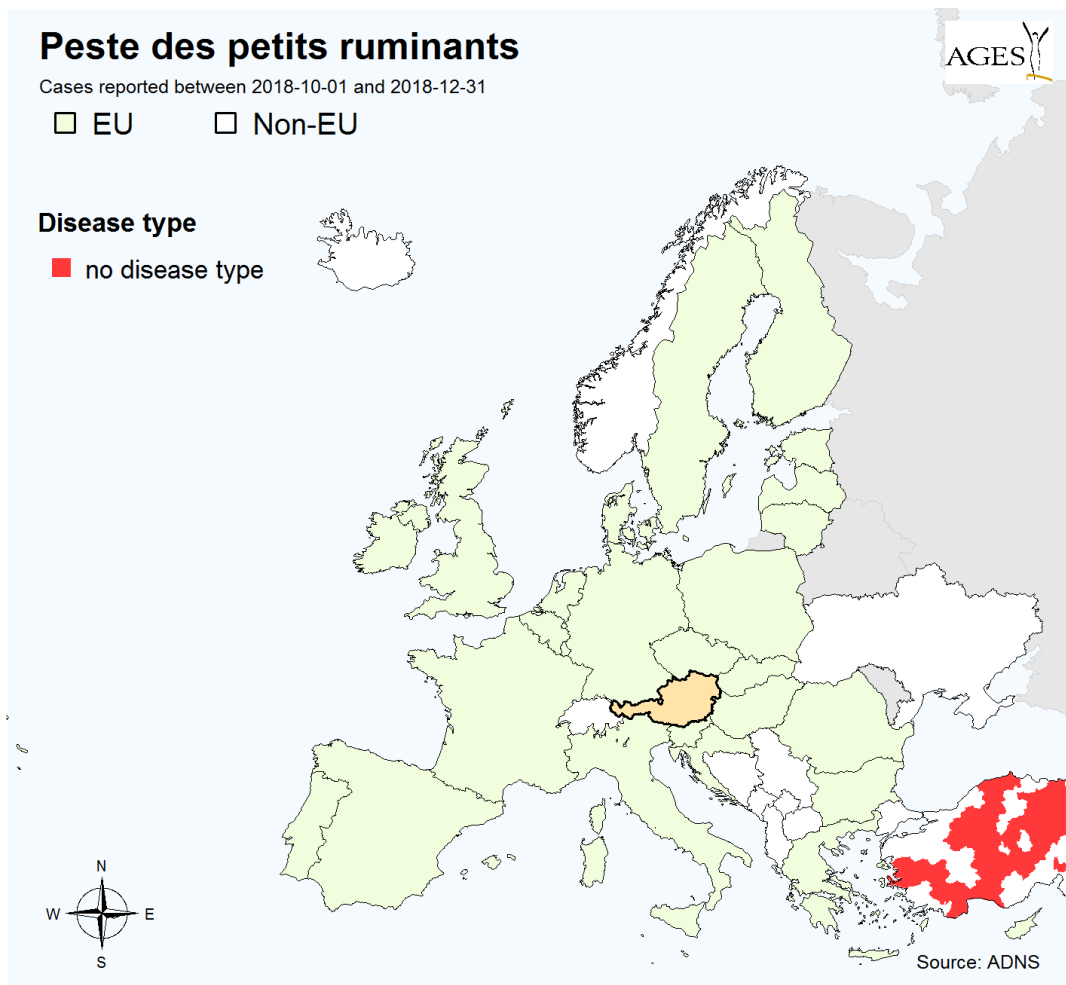 Peste des petits ruminants
AGES
Cases reported between 2018-10-01 and 2018-12-31
EU Non-EU
Disease type
no disease type
N
W E
S
Source: ADNS